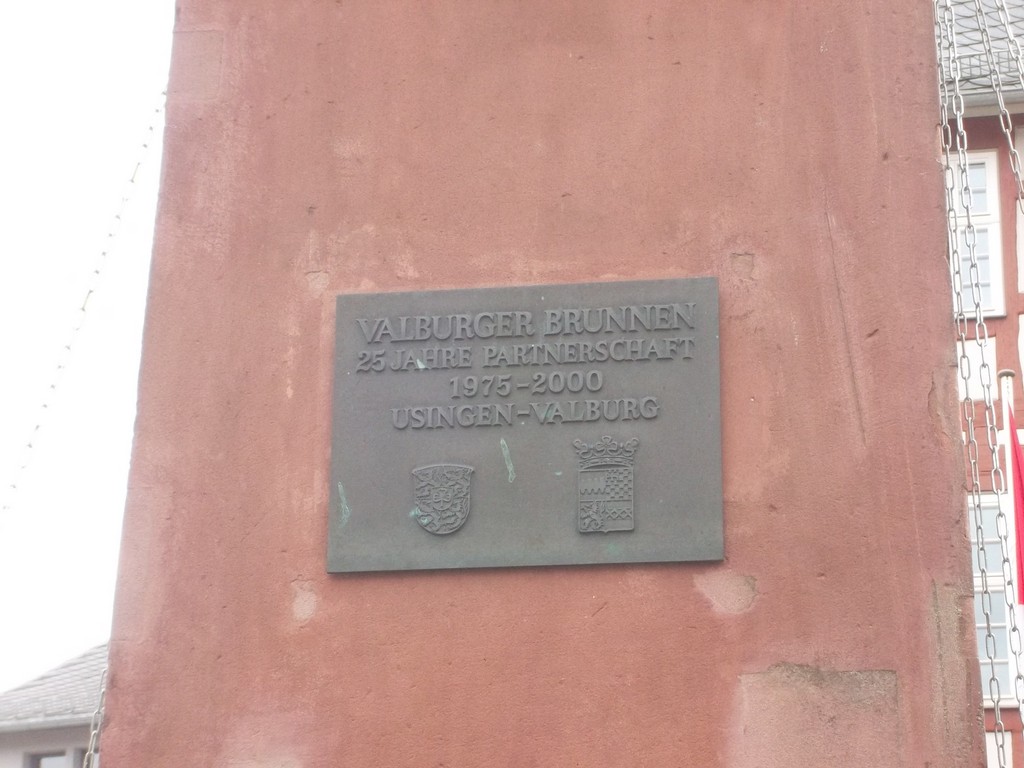 VALBURGER BRUNNEN
25 JAHRE PARTNERSCHAFT
1975-2000
USINGEN-VALBURG